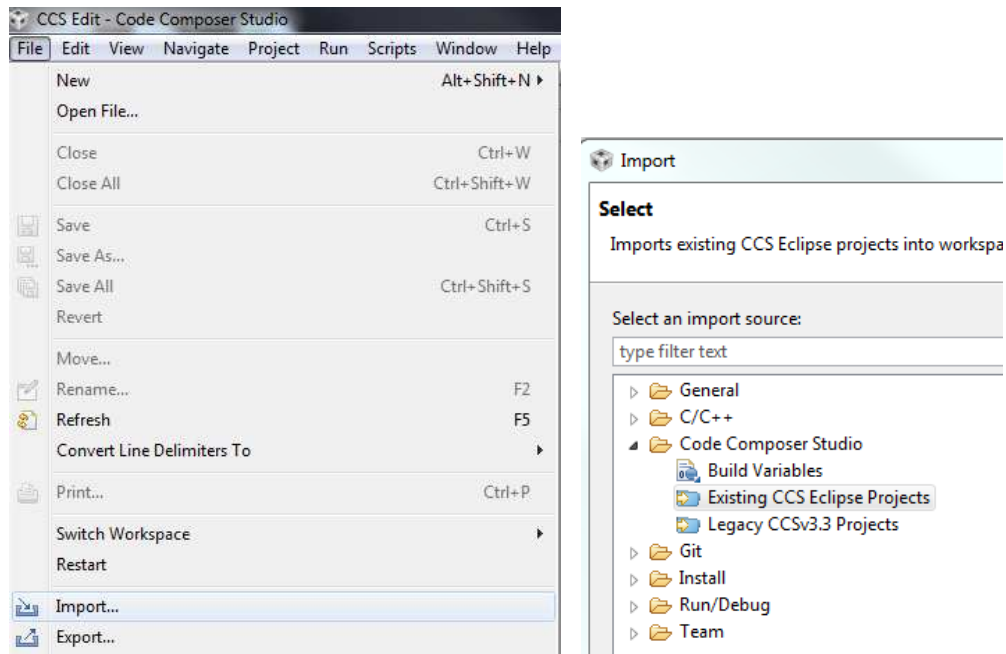 CCS Edit - Code Composer Studio
File Edit View Navigate Project Run Scripts Window Help
New Alt+Shift+N
Open File...
Close Ctrl+W
Close All Ctrl+Shift+W
Save Ctrl+S
Save As...
Save All Ctrl+Shift+S
Revert
Move...
Rename... F2
Refresh F5
Convert Line Delimiters To
Print... Ctrl+P
Switch Workspace
Restart
Import...
Export...
Import
Select
Imports existing CCS Eclipse projects into workspa
Select an import source:
type filter text
General
C/C++
Code Composer Studio
Build Variables
Existing CCS Eclipse Projects
Legacy CCSv3.3 Projects
Git
Install
Run/Debug
Team